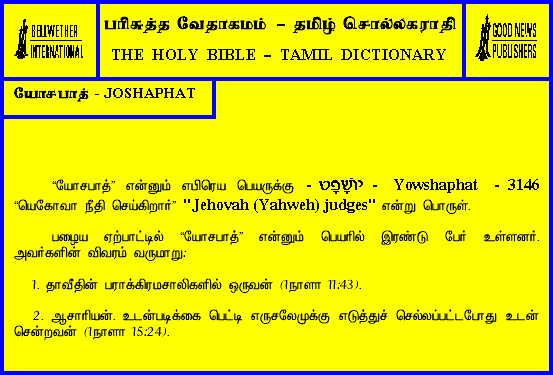 BELLWETHER
INTERNATIONAL
பரிசுத்த வேதாகமம் – தமிழ் சொல்லகராதி
THE HOLY BIBLE – TAMIL DICTIONARY
GOOD NEWS
PUBLISHERS
யோசபாத் - JOSHAPHAT
“யோசபாத்” என்னும் எபிரெய பெயருக்கு - יוֹשָׁפָט - Yowshaphat - 3146
“யெகோவா நீதி செய்கிறார்” "Jehovah (Yahweh) judges" என்று பொருள்.
பழைய ஏற்பாட்டில் “யோசபாத்” என்னும் பெயரில் இரண்டு பேர் உள்ளனர்.
அவர்களின் விவரம் வருமாறு:
1. தாவீதின் பராக்கிரமசாலிகளில் ஒருவன் (1நாளா 11:43).
2. ஆசாரியன். உடன்படிக்கை பெட்டி எருசலேமுக்கு எடுத்துச் செல்லப்பட்டபோது உடன்
சென்றவன் (1நாளா 15:24).